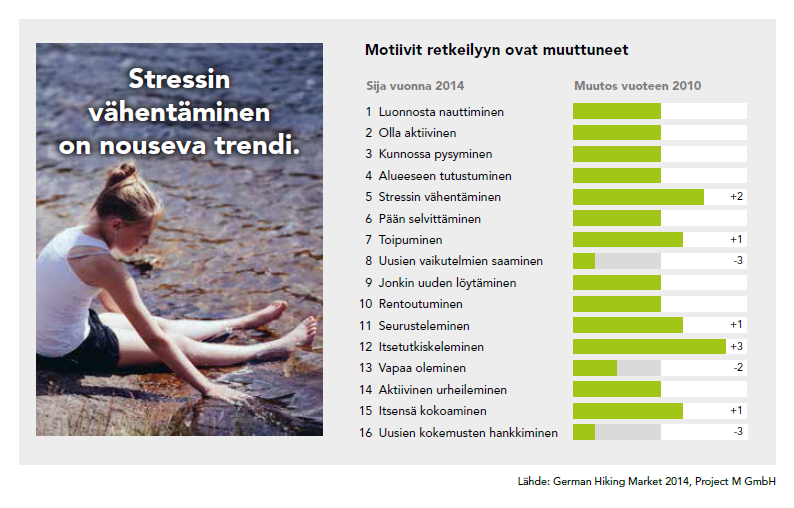 Stressin
vähentäminen
on nouseva trendi.
Motiivit retkeilyyn ovat muuttuneet
Sija vuonna 2014 Muutos vuoteen 2010
1 Luonnosta nauttiminen
2 Olla aktiivinen
3 Kunnossa pysyminen
4 Alueeseen tutustuminen
5 Stressin vähentäminen +2
6 Pään selvittäminen
7 Toipuminen +1
8 Uusien vaikutelmien saaminen -3
9 Jonkin uuden löytäminen
10 Rentoutuminen
11 Seurusteleminen +1
12 Itsetutkiskeleminen +3
13 Vapaa oleminen -2
14 Aktiivinen urheileminen
15 Itsensä kokoaminen +1
16 Uusien kokemusten hankkiminen -3
Lähde: German Hiking Market 2014, Project M GmbH